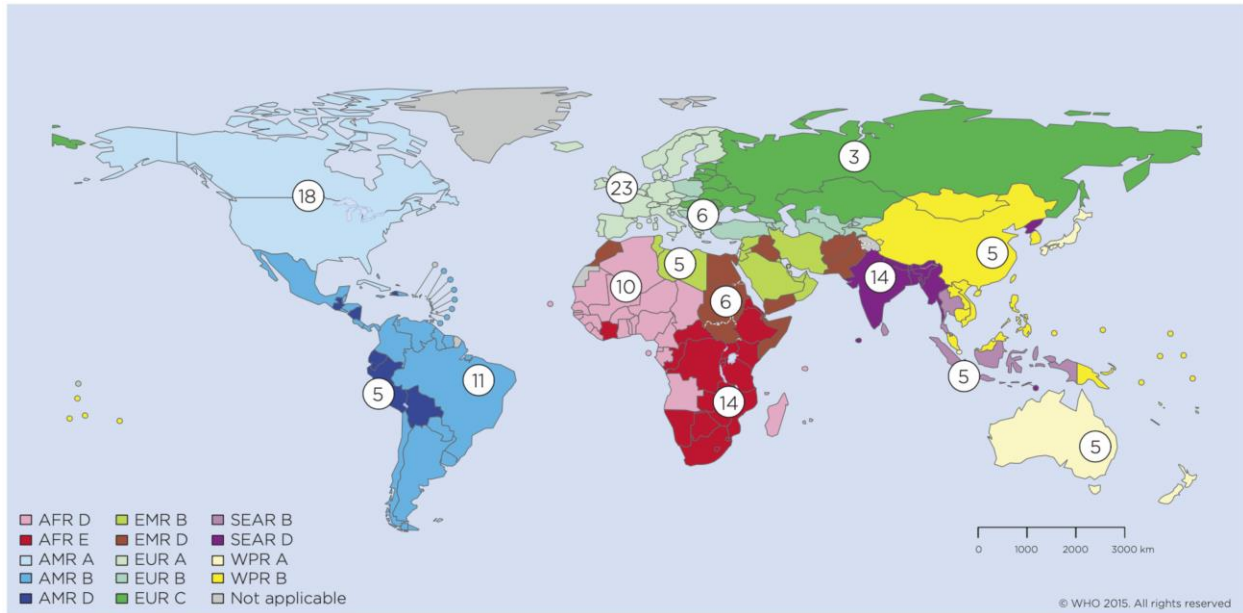 3
18
23
6
5
5
14
10
6
11
5
5
14
5
AFR D
AFR E
AMR A
AMR B
AMR D
EMR B
EMR D
EUR A
EUR B
EUR C
SEAR B
SEAR D
WPR A
WPR B
Not applicable
0 1000 2000 3000 km
© WHO 2015. All rights reserved